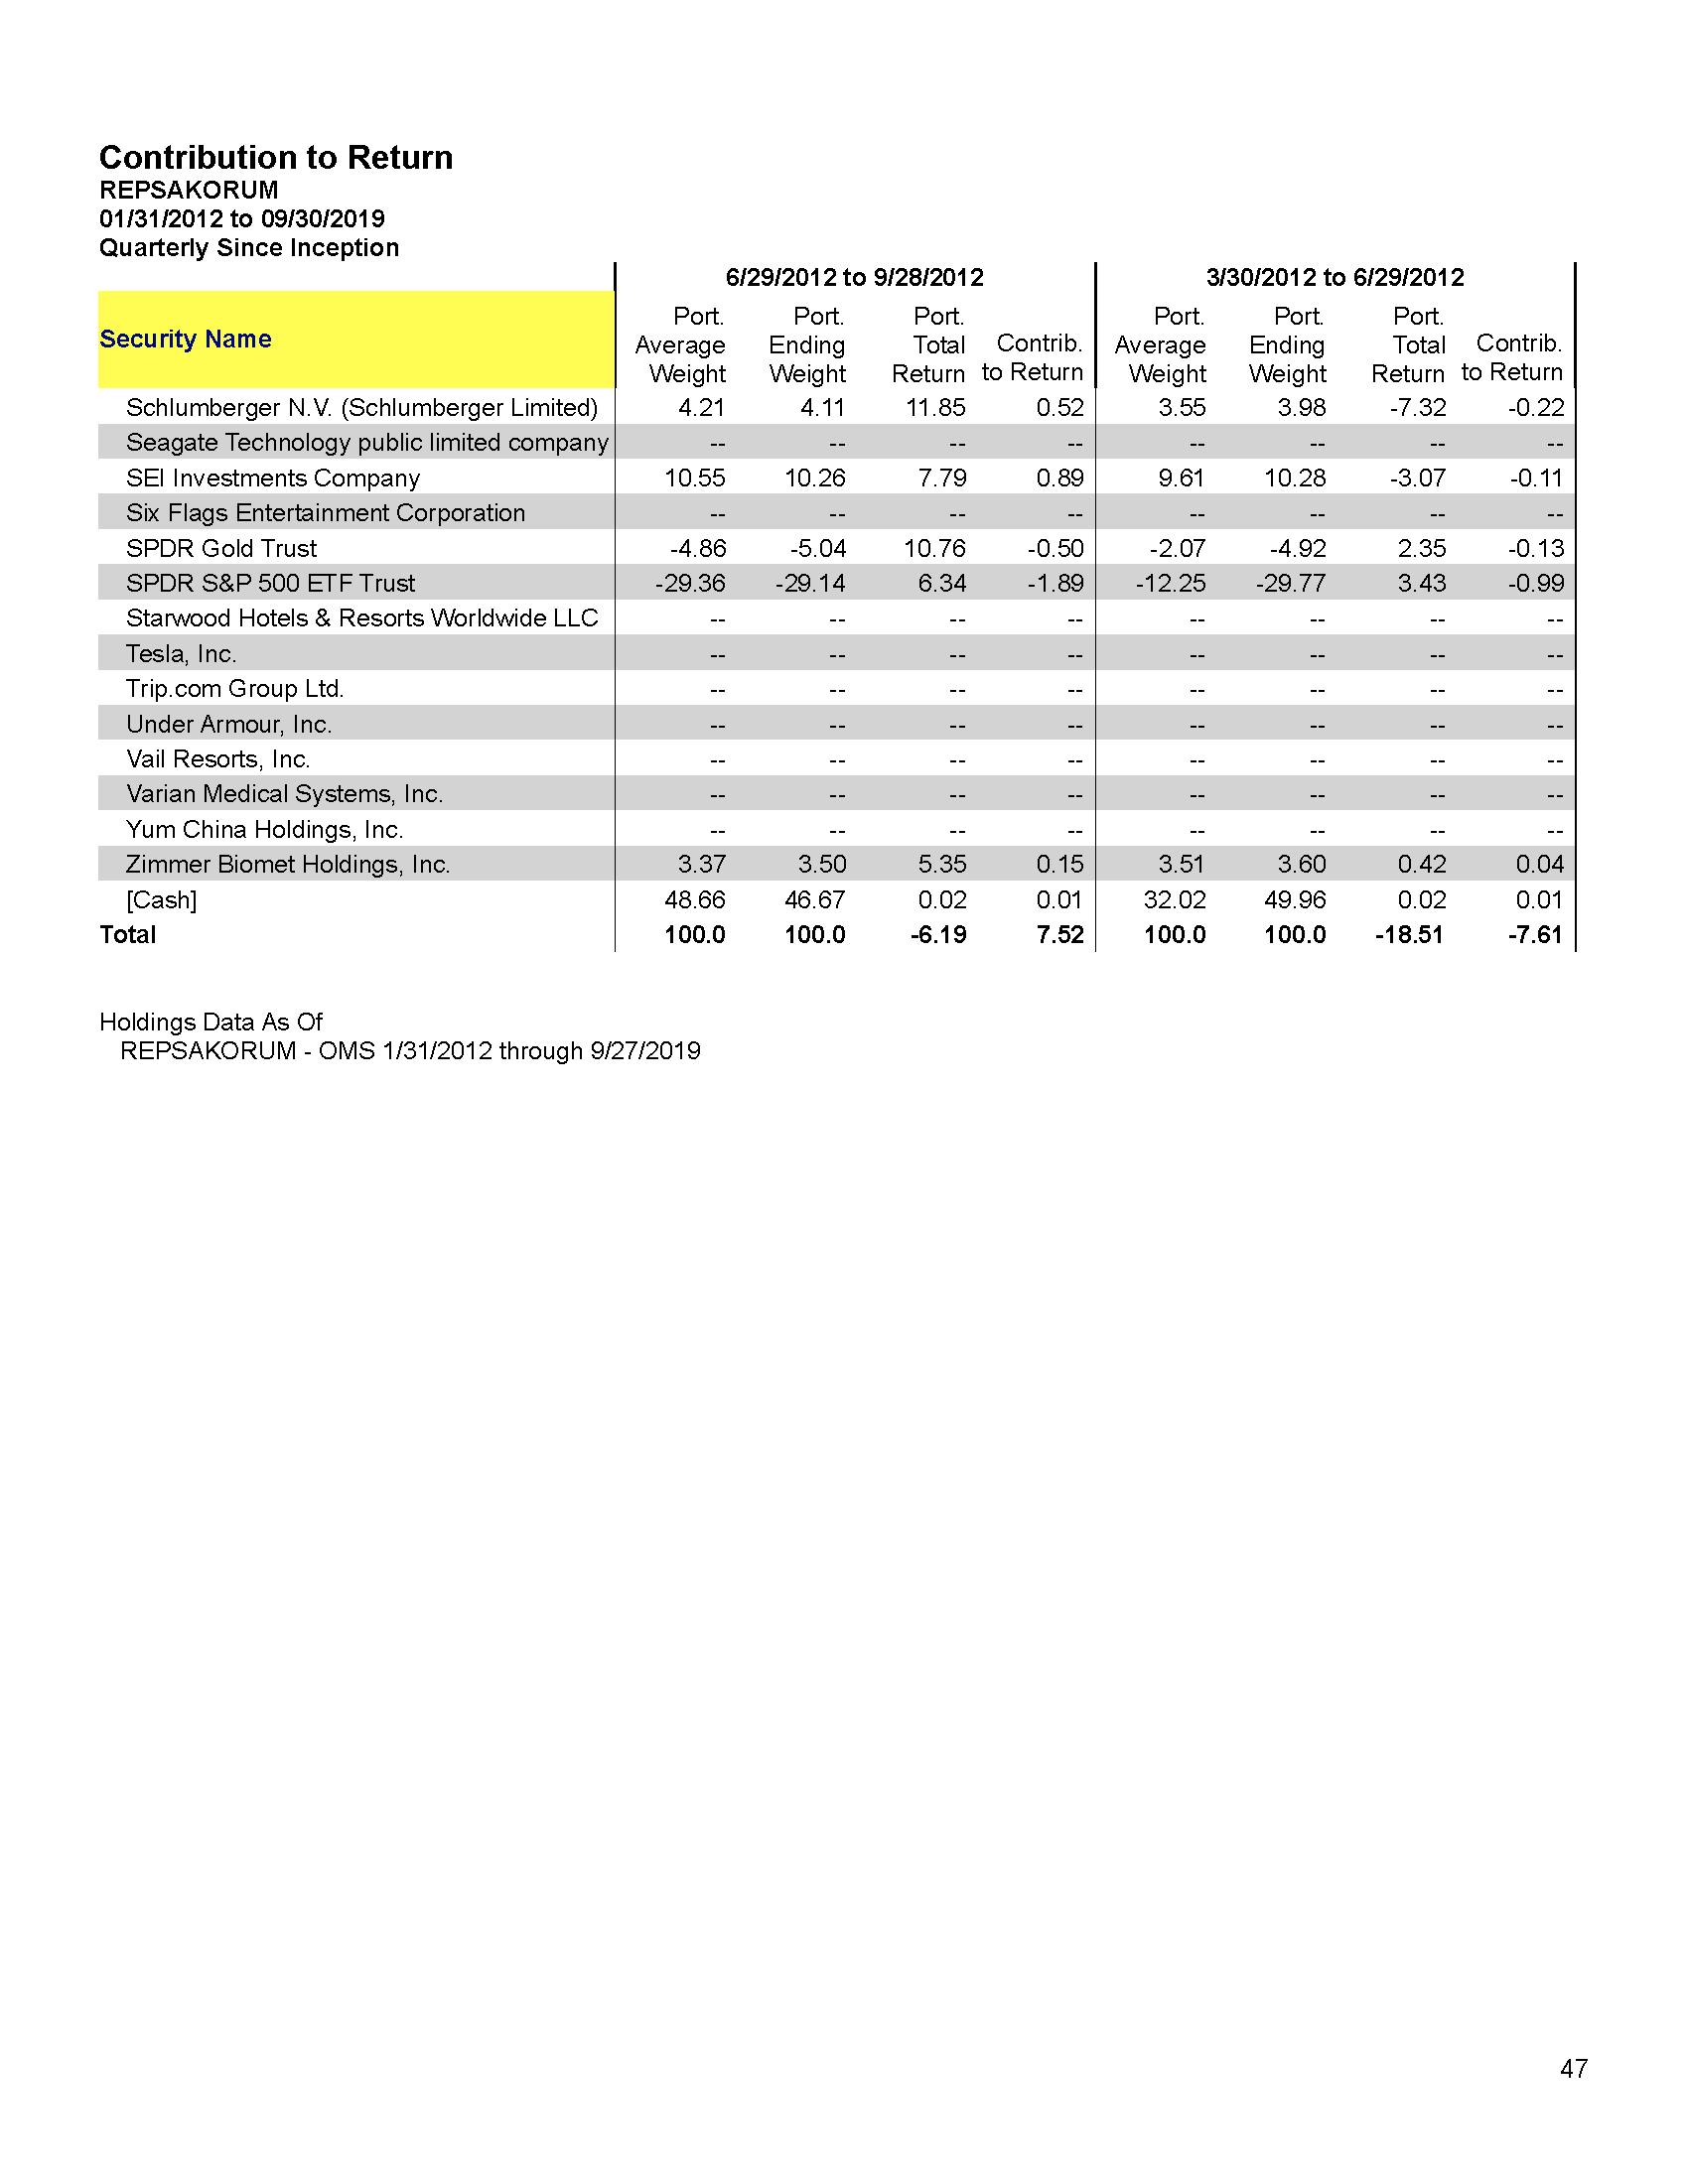 Contribution to Return
REPSAKORUM
01/31/2012 to 09/30/2019
Quarterly Since Inception
6/29/2012 to 9/28/2012 3/30/2012 to 6/29/2012
Security Name Port. Average Weight Port. Ending Weight Port. Total Return Contrib. to Return Port. Average Weight Port. Ending Weight Port. Total Return Contrib. to Return
Schlumberger N.V. (Schlumberger Limited) 4.21 4.11 11.85 0.52 3.55 3.98 -7.32 -0.22
Seagate Technology public limited company -- -- -- -- -- -- -- --
SEI Investments Company 10.55 10.26 7.79 0.89 9.61 10.28 -3.07 -0.11
Six Flags Entertainment Corporation -- -- -- -- -- -- -- --
SPDR Gold Trust -4.86 -5.04 10.76 -0.50 -2.07 -4.92 2.35 -0.13
SPDR S&P 500 ETF Trust -29.36 -29.14 6.34 -1.89 -12.25 -29.77 3.43 -0.99
Starwood Hotels & Resorts Worldwide LLC -- -- -- -- -- -- -- --
Tesla, Inc. -- -- -- -- -- -- -- --
Trip.com Group Ltd. -- -- -- -- -- -- -- --
Under Armour, Inc. -- -- -- -- -- -- -- --
Vail Resorts, Inc. -- -- -- -- -- -- -- --
Varian Medical Systems, Inc. -- -- -- -- -- -- -- --
Yum China Holdings, Inc. -- -- -- -- -- -- -- --
Zimmer Biomet Holdings, Inc. 3.37 3.50 5.35 0.15 3.51 3.60 0.42 0.04
[Cash] 48.66 46.67 0.02 0.01 32.02 49.96 0.02 0.01
Total 100.0 100.0 -6.19 7.52 100.0 100.0 -18.51 -7.61
Holdings Data As Of
REPSAKORUM - OMS 1/31/2012 through 9/27/2019
47